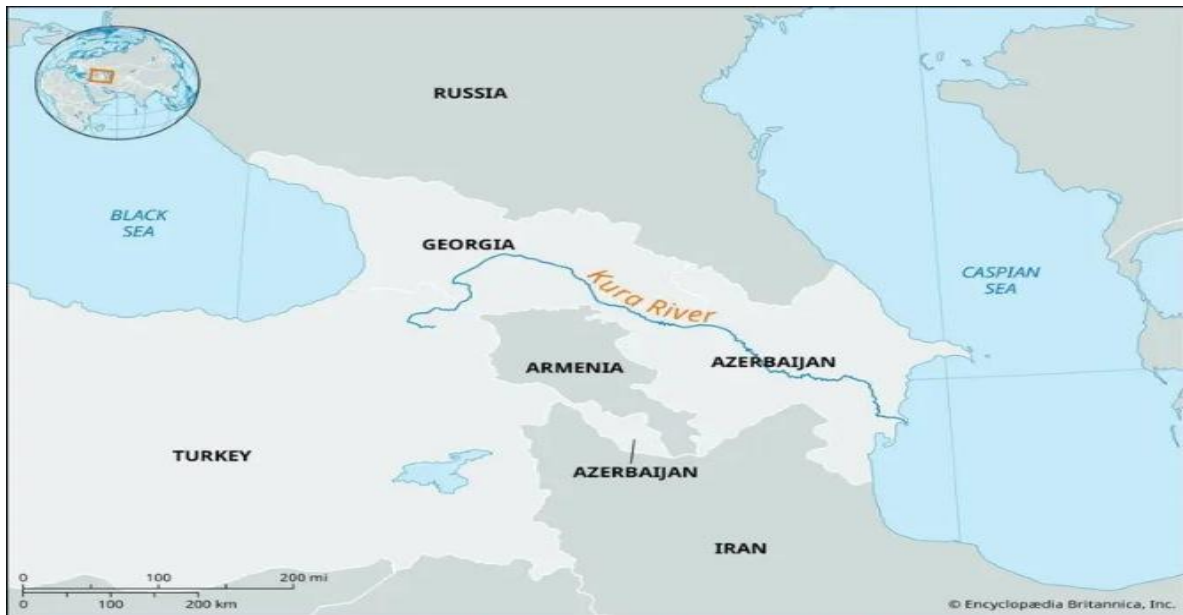 RUSSIA
BLACK
SEA
GEORGIA
Kura River
CASPIAN
SEA
ARMENIA
AZERBAIJAN
TURKEY
AZERBAIJAN
IRAN
0 100 200 mi
0 100 200 km
© Encyclopædia Britannica, Inc.